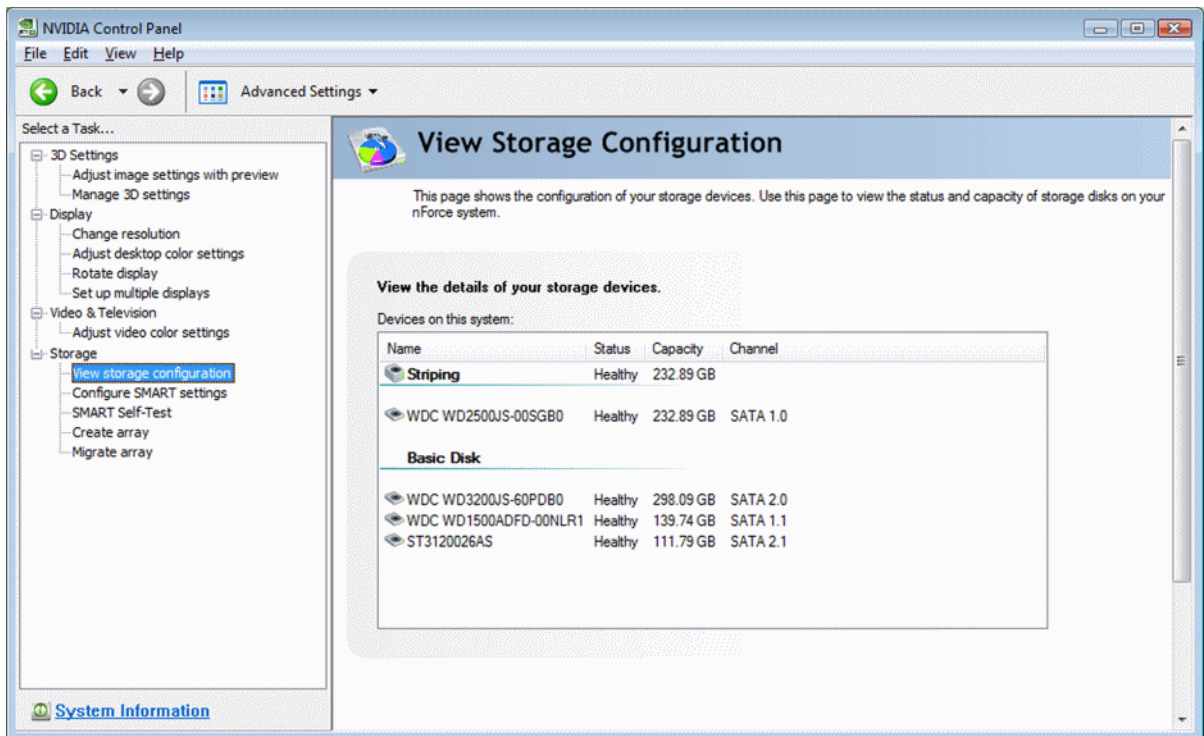 NVIDIA Control Panel
File Edit View Help
Back Advanced Settings
Select a Task...
3D Settings
Adjust image settings with preview
Manage 3D settings
Display
Change resolution
Adjust desktop color settings
Rotate display
Set up multiple displays
Video & Television
Adjust video color settings
Storage
View storage configuration
Configure SMART settings
SMART Self-Test
Create array
Migrate array
System Information
View Storage Configuration
This page shows the configuration of your storage devices. Use this page to view the status and capacity of storage disks on your
nForce system.
View the details of your storage devices.
Devices on this system:
Name Status Capacity Channel
Striping Healthy 232.89 GB
WDC WD2500JS-00SGB0 Healthy 232.89 GB SATA 1.0
Basic Disk
WDC WD3200JS-60PDB0 Healthy 298.09 GB SATA 2.0
WDC WD1500ADFD-00NLR1 Healthy 139.74 GB SATA 1.1
ST3120026AS Healthy 111.79 GB SATA 2.1